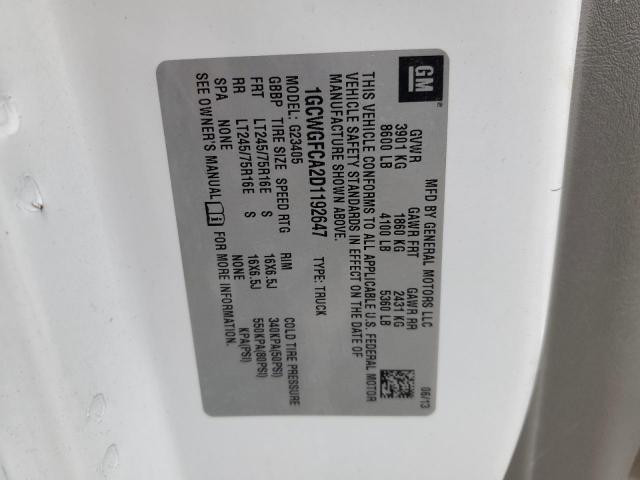 GM
MFD BY GENERAL MOTORS LLC 06/13
GVWR GAWR FRT GAWR RR
3901 KG 1860 KG 2431 KG
8600 LB 4100 LB 5360 LB
THIS VEHICLE CONFORMS TO ALL APPLICABLE U.S. FEDERAL MOTOR
VEHICLE SAFETY STANDARDS IN EFFECT ON THE DATE OF
MANUFACTURE SHOWN ABOVE.
1GCWGFCA2D1192647 TYPE: TRUCK
MODEL: G23405
GBBP TIRE SIZE SPEED RTG RIM COLD TIRE PRESSURE
FRT LT245/75R16E S 16X6.5J 340KPA(50PSI)
RR LT245/75R16E S 16X6.5J 550KPA(80PSI)
SPA NONE NONE KPA(PSI)
SEE OWNER'S MANUAL FOR MORE INFORMATION.